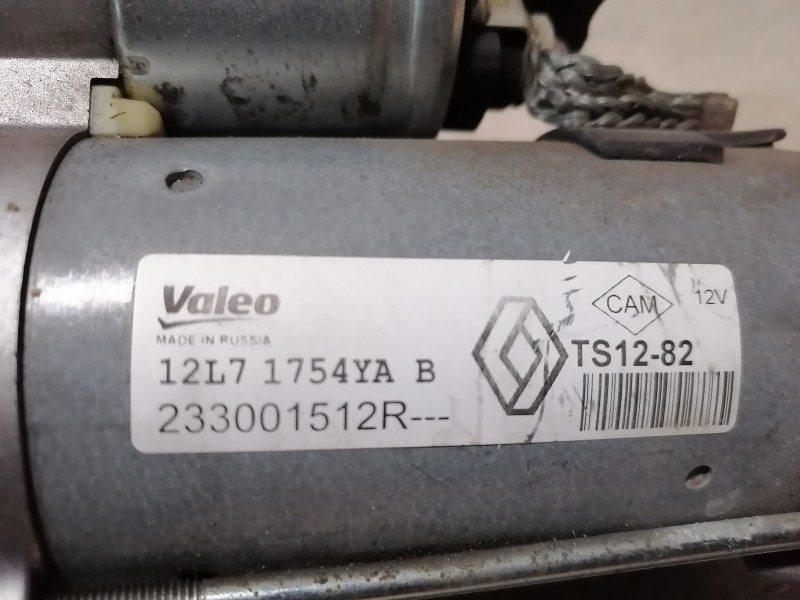 Valeo
MADE IN RUSSIA
12L7 1754YA B
233001512R---
CAM
12V
TS12-82